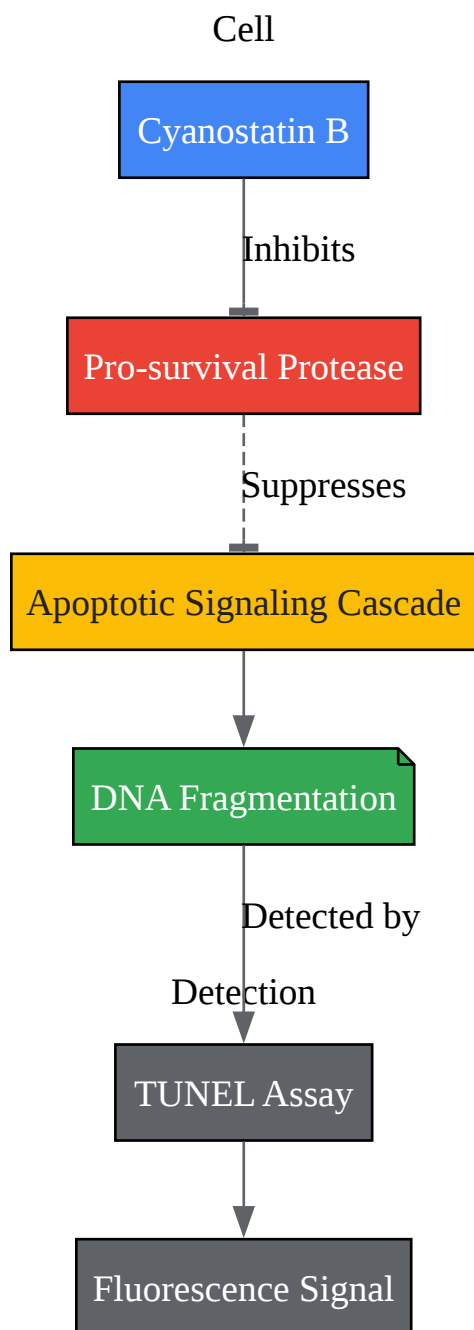 Cell
Cyanostatin B
Inhibits
Pro-survival Protease
Suppresses
Apoptotic Signaling Cascade
DNA Fragmentation
Detected by
Detection
TUNEL Assay
Fluorescence Signal